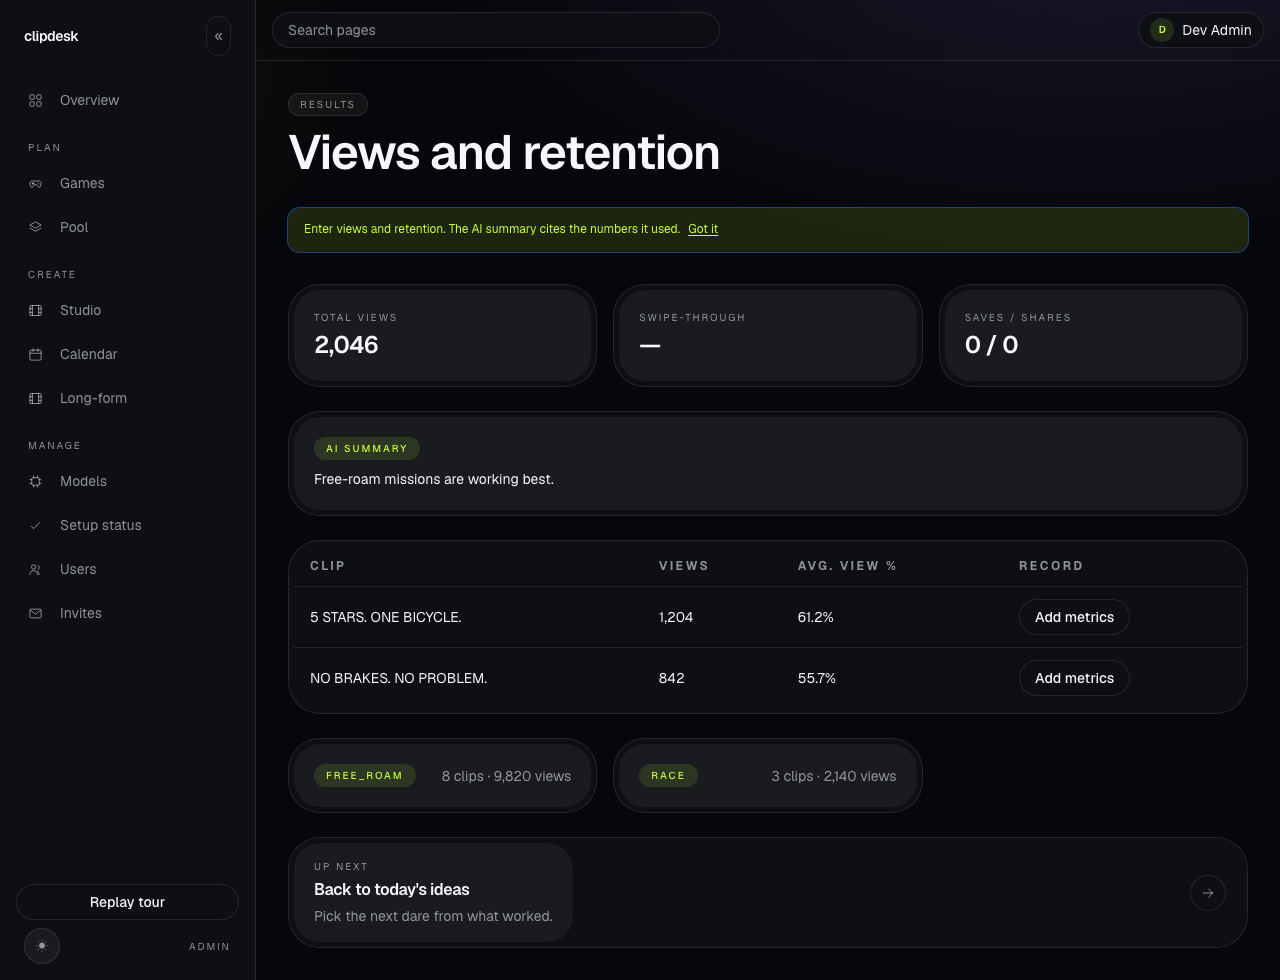 clipdesk
«
Search pages
D
Dev Admin
Overview
PLAN
Games
Pool
CREATE
Studio
Calendar
Long-form
MANAGE
Models
Setup status
Users
Invites
Replay tour
ADMIN
RESULTS
Views and retention
Enter views and retention. The AI summary cites the numbers it used. Got it
TOTAL VIEWS
2,046
SWIPE-THROUGH
—
SAVES / SHARES
0 / 0
AI SUMMARY
Free-roam missions are working best.
CLIP VIEWS AVG. VIEW % RECORD
5 STARS. ONE BICYCLE. 1,204 61.2% Add metrics
NO BRAKES. NO PROBLEM. 842 55.7% Add metrics
FREE_ROAM 8 clips · 9,820 views
RACE 3 clips · 2,140 views
UP NEXT
Back to today's ideas
Pick the next dare from what worked.